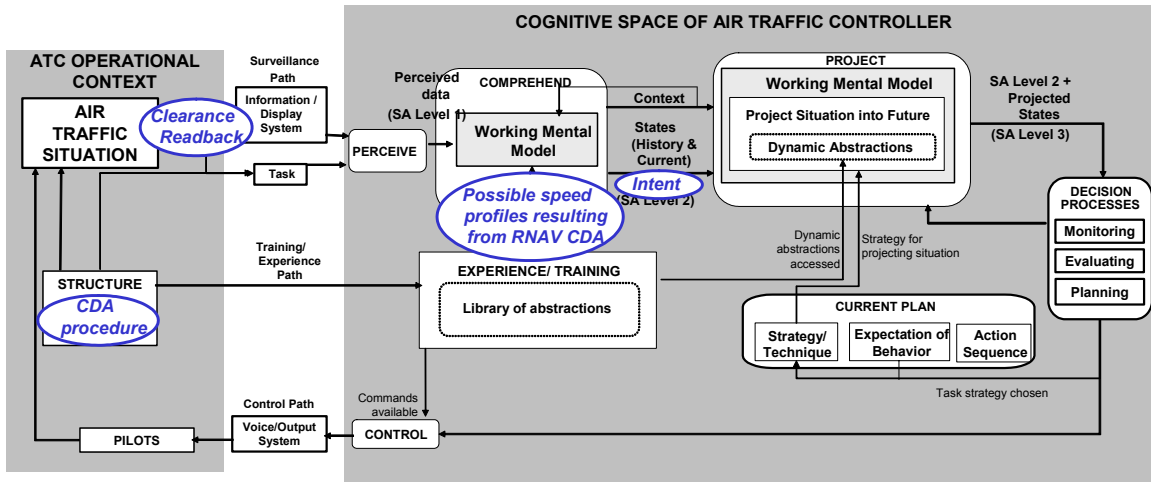 COGNITIVE SPACE OF AIR TRAFFIC CONTROLLER
ATC OPERATIONAL
CONTEXT
AIR
TRAFFIC
SITUATION
Clearance
Readback
Surveillance
Path
Information /
Display
System
Task
Perceived
data
(SA Level 1)
PERCEIVE
COMPREHEND
Working Mental
Model
Possible speed
profiles resulting
from RNAV CDA
Context
States
(History &
Current)
Intent
(SA Level 2)
PROJECT
Working Mental Model
Project Situation into Future
Dynamic Abstractions
SA Level 2 +
Projected
States
(SA Level 3)
DECISION
PROCESSES
Monitoring
Evaluating
Planning
Dynamic
abstractions
accessed
Strategy for
projecting situation
Training/
Experience
Path
STRUCTURE
CDA
procedure
EXPERIENCE/ TRAINING
Library of abstractions
CURRENT PLAN
Strategy/
Technique
Expectation of
Behavior
Action
Sequence
Task strategy chosen
Commands
available
Control Path
Voice/Output
System
PILOTS
CONTROL